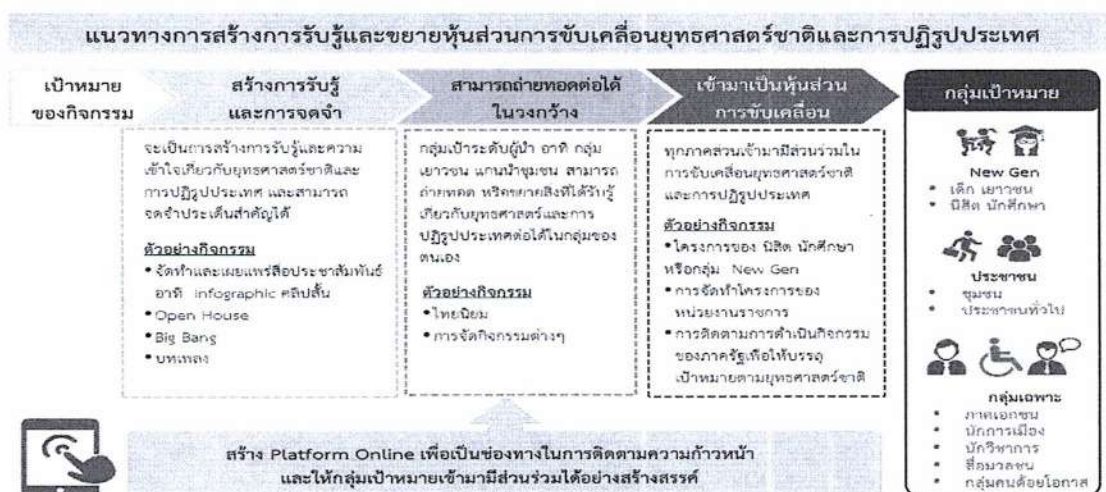 แนวทางการสร้างการรับรู้และขยายหุ้นส่วนการขับเคลื่อนยุทธศาสตร์ชาติและการปฏิรูปประเทศ
เป้าหมาย
ของกิจกรรม
สร้างการรับรู้
และการจดจำ
จะเป็นการสร้างการรับรู้และความ
เข้าใจเกี่ยวกับยุทธศาสตร์ชาติและ
การปฏิรูปประเทศ และสามารถ
จดจำประเด็นสำคัญได้
ตัวอย่างกิจกรรม
• จัดทำและเผยแพร่สื่อประชาสัมพันธ์
อาทิ Infographic คลิปสั้น
• Open House
• Big Bang
• บทเพลง
สามารถถ่ายทอดต่อได้
ในวงกว้าง
กลุ่มเป้าระดับผู้นำ อาทิ กลุ่ม
เยาวชน แกนนำชุมชน สามารถ
ถ่ายทอด หรือขยายสิ่งที่ได้รับรู้
เกี่ยวกับยุทธศาสตร์และการ
ปฏิรูปประเทศต่อได้ในกลุ่มของ
ตนเอง
ตัวอย่างกิจกรรม
• ไทยนิยม
• การจัดกิจกรรมต่างๆ
เข้ามาเป็นหุ้นส่วน
การขับเคลื่อน
ทุกภาคส่วนเข้ามามีส่วนร่วมใน
การขับเคลื่อนยุทธศาสตร์ชาติ
และการปฏิรูปประเทศ
ตัวอย่างกิจกรรม
• โครงการของ นิสิต นักศึกษา
หรือกลุ่ม New Gen
• การจัดทำโครงการของ
หน่วยงานราชการ
• การติดตามการดำเนินกิจกรรม
ของภาครัฐเพื่อให้บรรลุ
เป้าหมายตามยุทธศาสตร์ชาติ
กลุ่มเป้าหมาย
New Gen
• เด็ก เยาวชน
• นิสิต นักศึกษา
ประชาชน
• ชุมชน
• ประชาชนทั่วไป
กลุ่มเฉพาะ
• ภาคเอกชน
• นักการเมือง
• นักวิชาการ
• สื่อมวลชน
• กลุ่มคนด้อยโอกาส
สร้าง Platform Online เพื่อเป็นช่องทางในการติดตามความก้าวหน้า
และให้กลุ่มเป้าหมายเข้ามามีส่วนร่วมได้อย่างสร้างสรรค์